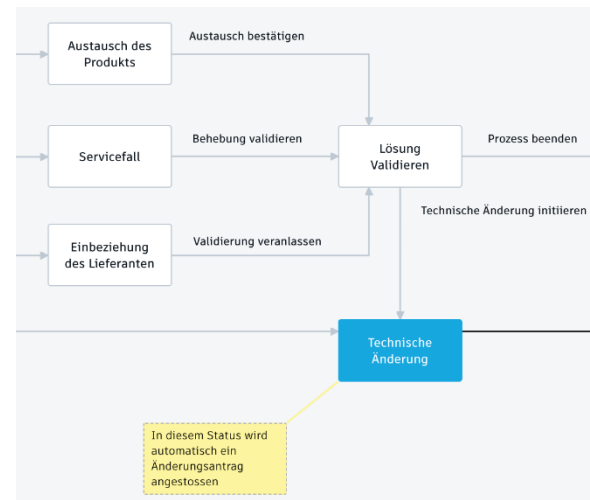 Austausch des
Produkts
Austausch bestätigen
Servicefall
Behebung validieren
Lösung
Validieren
Prozess beenden
Technische Änderung initiieren
Einbeziehung
des Lieferanten
Validierung veranlassen
Technische
Änderung
In diesem Status wird
automatisch ein
Änderungsantrag
angestossen